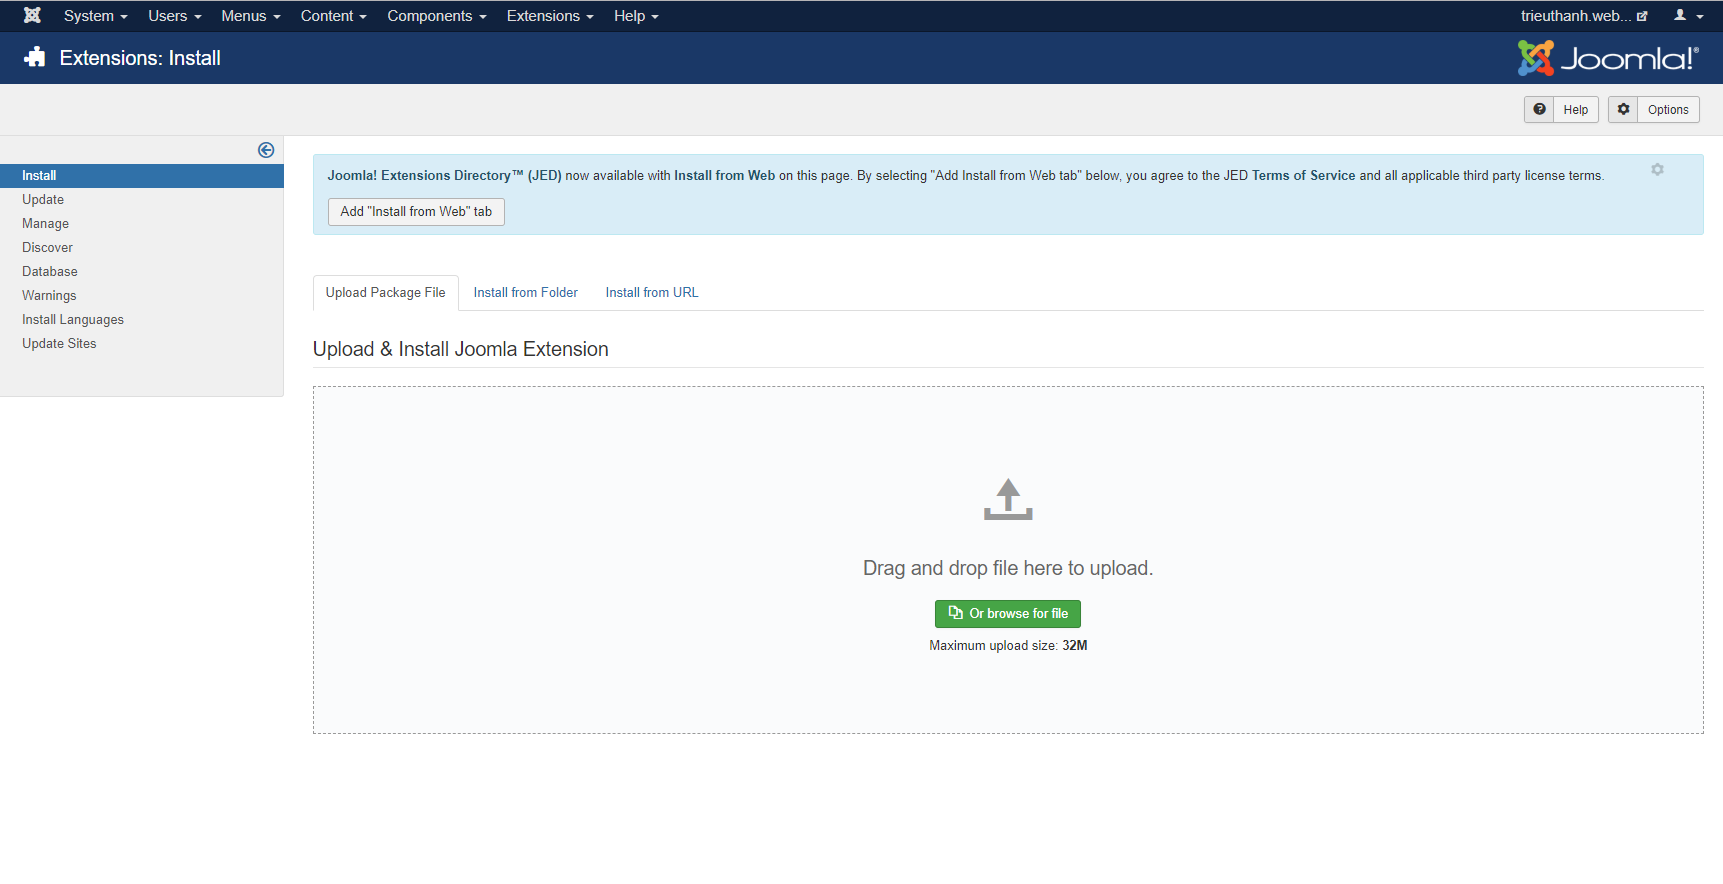 System Users Menus Content Components Extensions Help trieuthanh.web...
Extensions: Install Joomla!®
Help Options
Install
Update
Manage
Discover
Database
Warnings
Install Languages
Update Sites
Joomla! Extensions Directory™ (JED) now available with Install from Web on this page. By selecting "Add Install from Web tab" below, you agree to the JED Terms of Service and all applicable third party license terms.
Add "Install from Web" tab
Upload Package File Install from Folder Install from URL
Upload & Install Joomla Extension
Drag and drop file here to upload.
Or browse for file
Maximum upload size: 32M